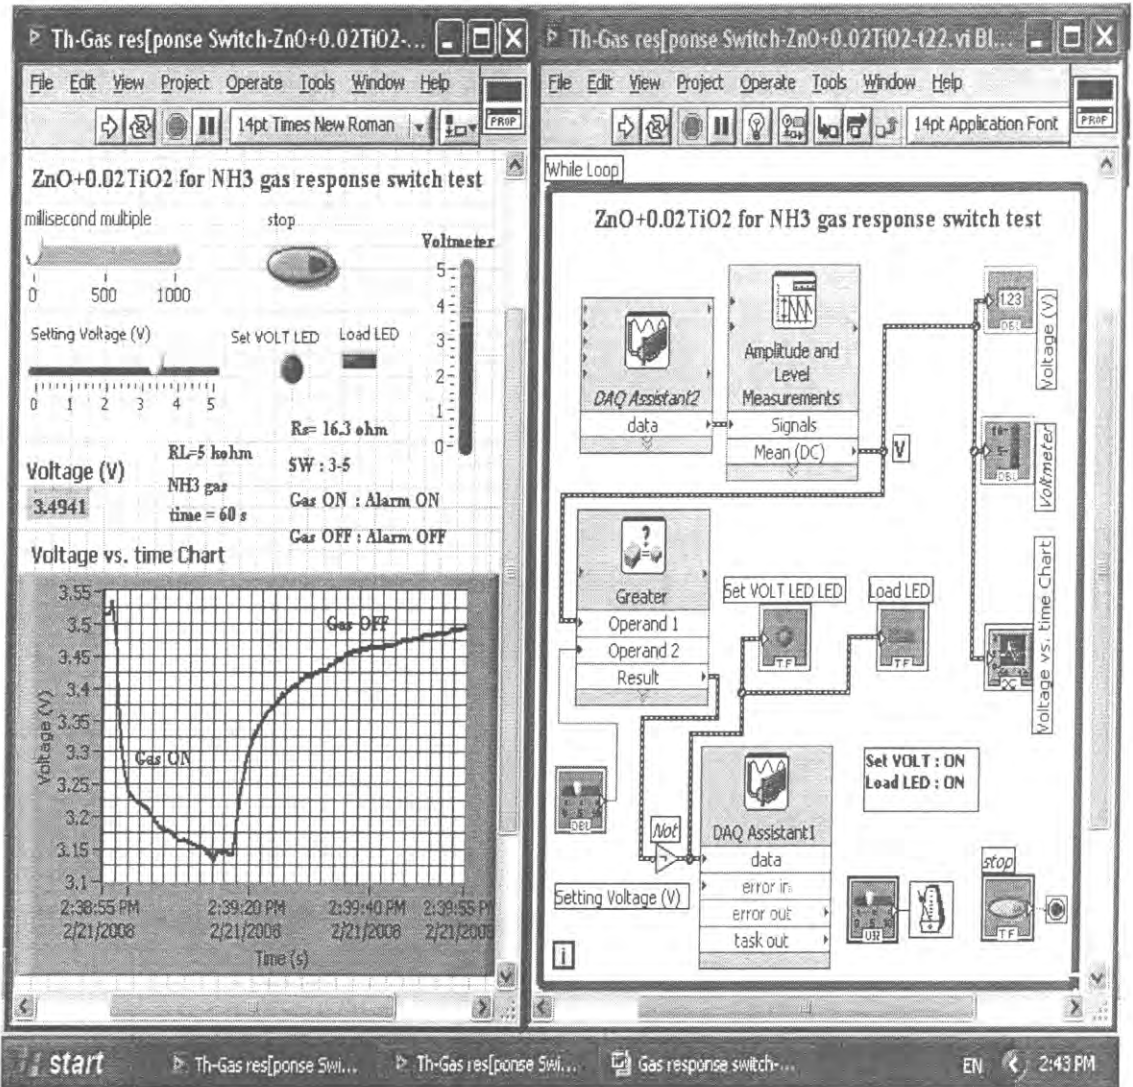 Th-Gas res[ponse Switch-ZnO+0.02TiO2-...
File Edit View Project Operate Tools Window Help
14pt Times New Roman
PROP
ZnO+0.02TiO2 for NH3 gas response switch test
millisecond multiple
stop
Voltmeter
0 500 1000
5
4
3
2
1
0
Setting Voltage (V)
Set VOLT LED
Load LED
0 1 2 3 4 5
Rs= 16.3 ohm
RL=5 kohm
SW : 3-5
Voltage (V)
NH3 gas
3.4941
Gas ON : Alarm ON
time = 60 s
Gas OFF : Alarm OFF
Voltage vs. time Chart
3.55
3.5
3.45
3.4
3.35
3.3
3.25
3.2
3.15
3.1
Voltage (V)
Gas OFF
Gas ON
2:38:55 PM 2:39:20 PM 2:39:40 PM 2:39:55 P
2/21/2008 2/21/2008 2/21/2008 2/21/200
Time (s)
Th-Gas res[ponse Switch-ZnO+0.02TiO2-t22.vi Bl...
File Edit View Project Operate Tools Window Help
14pt Application Font
PROP
While Loop
ZnO+0.02TiO2 for NH3 gas response switch test
DAQ Assistant2
data
Amplitude and
Level
Measurements
Signals
Mean (DC)
V
1.23
DBL
Voltage (V)
DBL
Voltmeter
Voltage vs. time Chart
?
Greater
Operand 1
Operand 2
Result
Set VOLT LED LED
TF
Load LED
TF
DBL
Setting Voltage (V)
Not
DAQ Assistant1
data
error in
error out
task out
Set VOLT : ON
Load LED : ON
stop
TF
i
start
Th-Gas res[ponse Swi...
Th-Gas res[ponse Swi...
Gas response switch-...
EN
2:43 PM